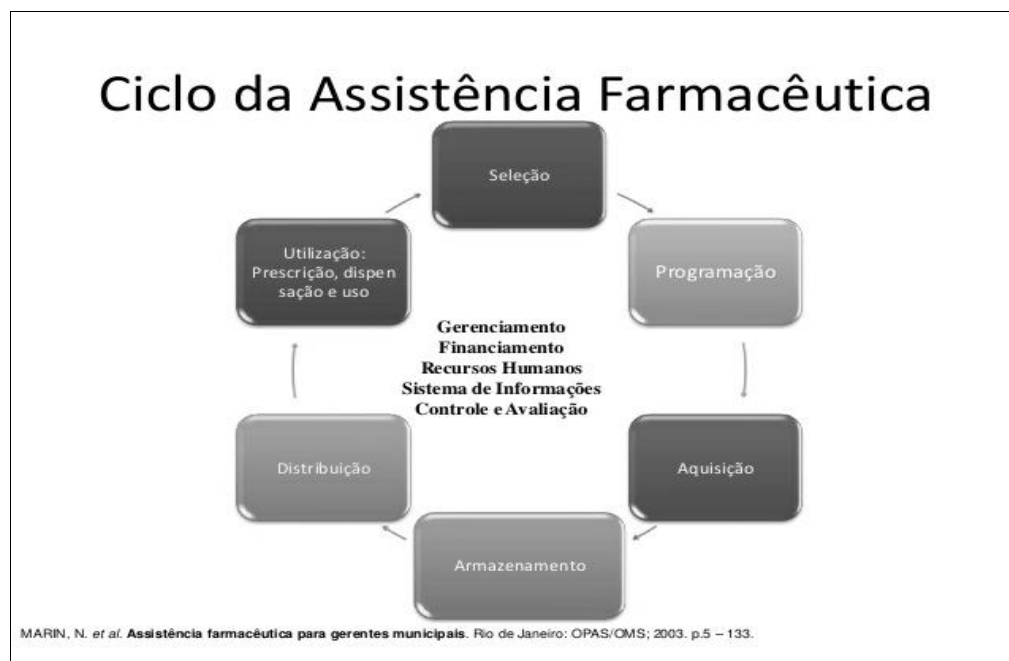 Ciclo da Assistência Farmacêutica
Seleção
Utilização:
Prescrição, dispen
sação e uso
Programação
Gerenciamento
Financiamento
Recursos Humanos
Sistema de Informações
Controle e Avaliação
Distribuição
Aquisição
Armazenamento
MARIN, N. et al. Assistência farmacêutica para gerentes municipais. Rio de Janeiro: OPAS/OMS; 2003. p.5 – 133.